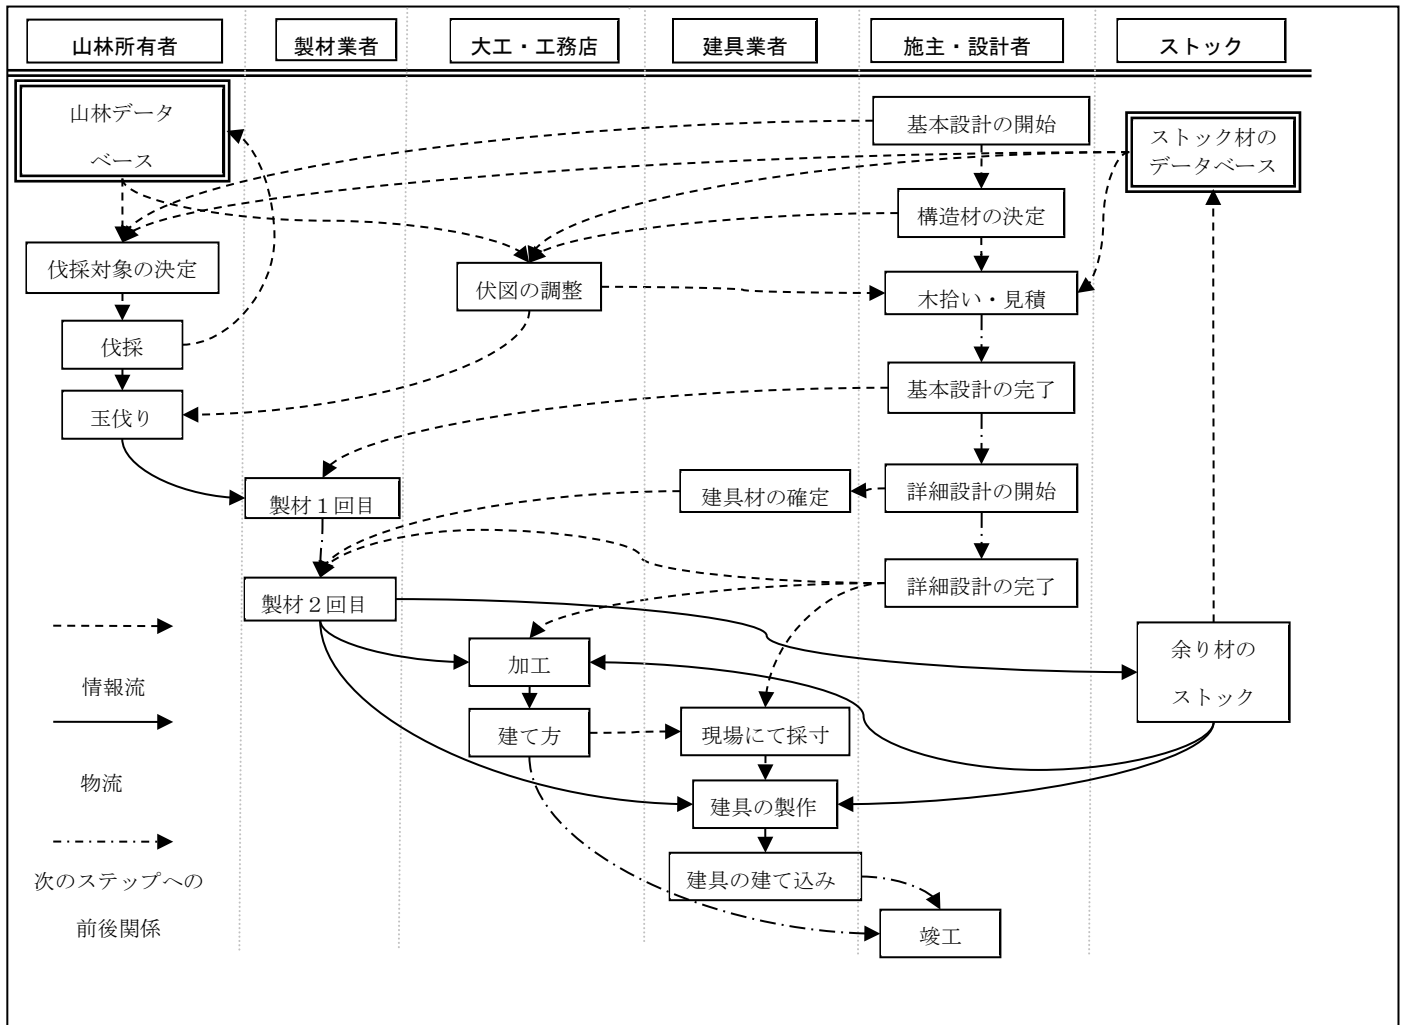 山林所有者
製材業者
大工・工務店
建具業者
施主・設計者
ストック
山林データ
ベース
基本設計の開始
ストック材の
データベース
構造材の決定
伐採対象の決定
伏図の調整
木拾い・見積
伐採
基本設計の完了
玉伐り
製材１回目
建具材の確定
詳細設計の開始
製材２回目
詳細設計の完了
情報流
加工
余り材の
ストック
物流
建て方
現場にて採寸
建具の製作
次のステップへの
前後関係
建具の建て込み
竣工